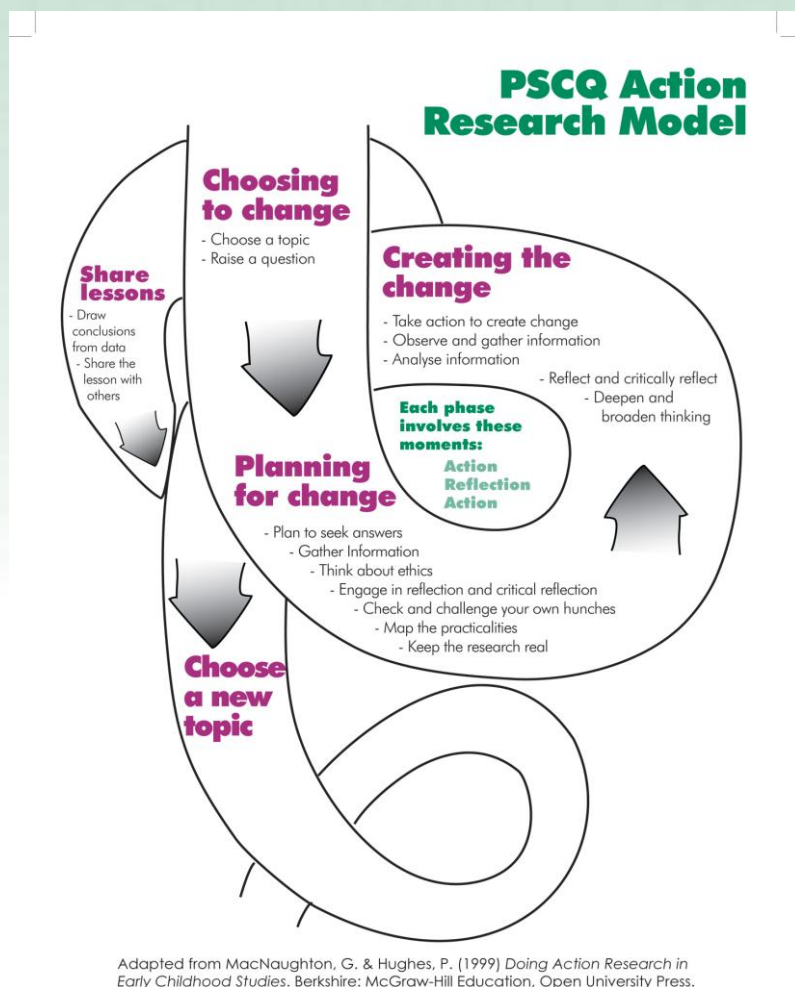 PSCQ Action
Research Model
Choosing
to change
- Choose a topic
- Raise a question
Planning
for change
- Plan to seek answers
- Gather Information
- Think about ethics
- Engage in reflection and critical reflection
- Check and challenge your own hunches
- Map the practicalities
- Keep the research real
Creating the
change
- Take action to create change
- Observe and gather information
- Analyse information
- Reflect and critically reflect
- Deepen and
broaden thinking
Each phase
involves these
moments:
Action
Reflection
Action
Share
lessons
- Draw
conclusions
from data
- Share the
lesson with
others
Choose
a new
topic
Adapted from MacNaughton, G. & Hughes, P. (1999) Doing Action Research in
Early Childhood Studies. Berkshire: McGraw-Hill Education, Open University Press.